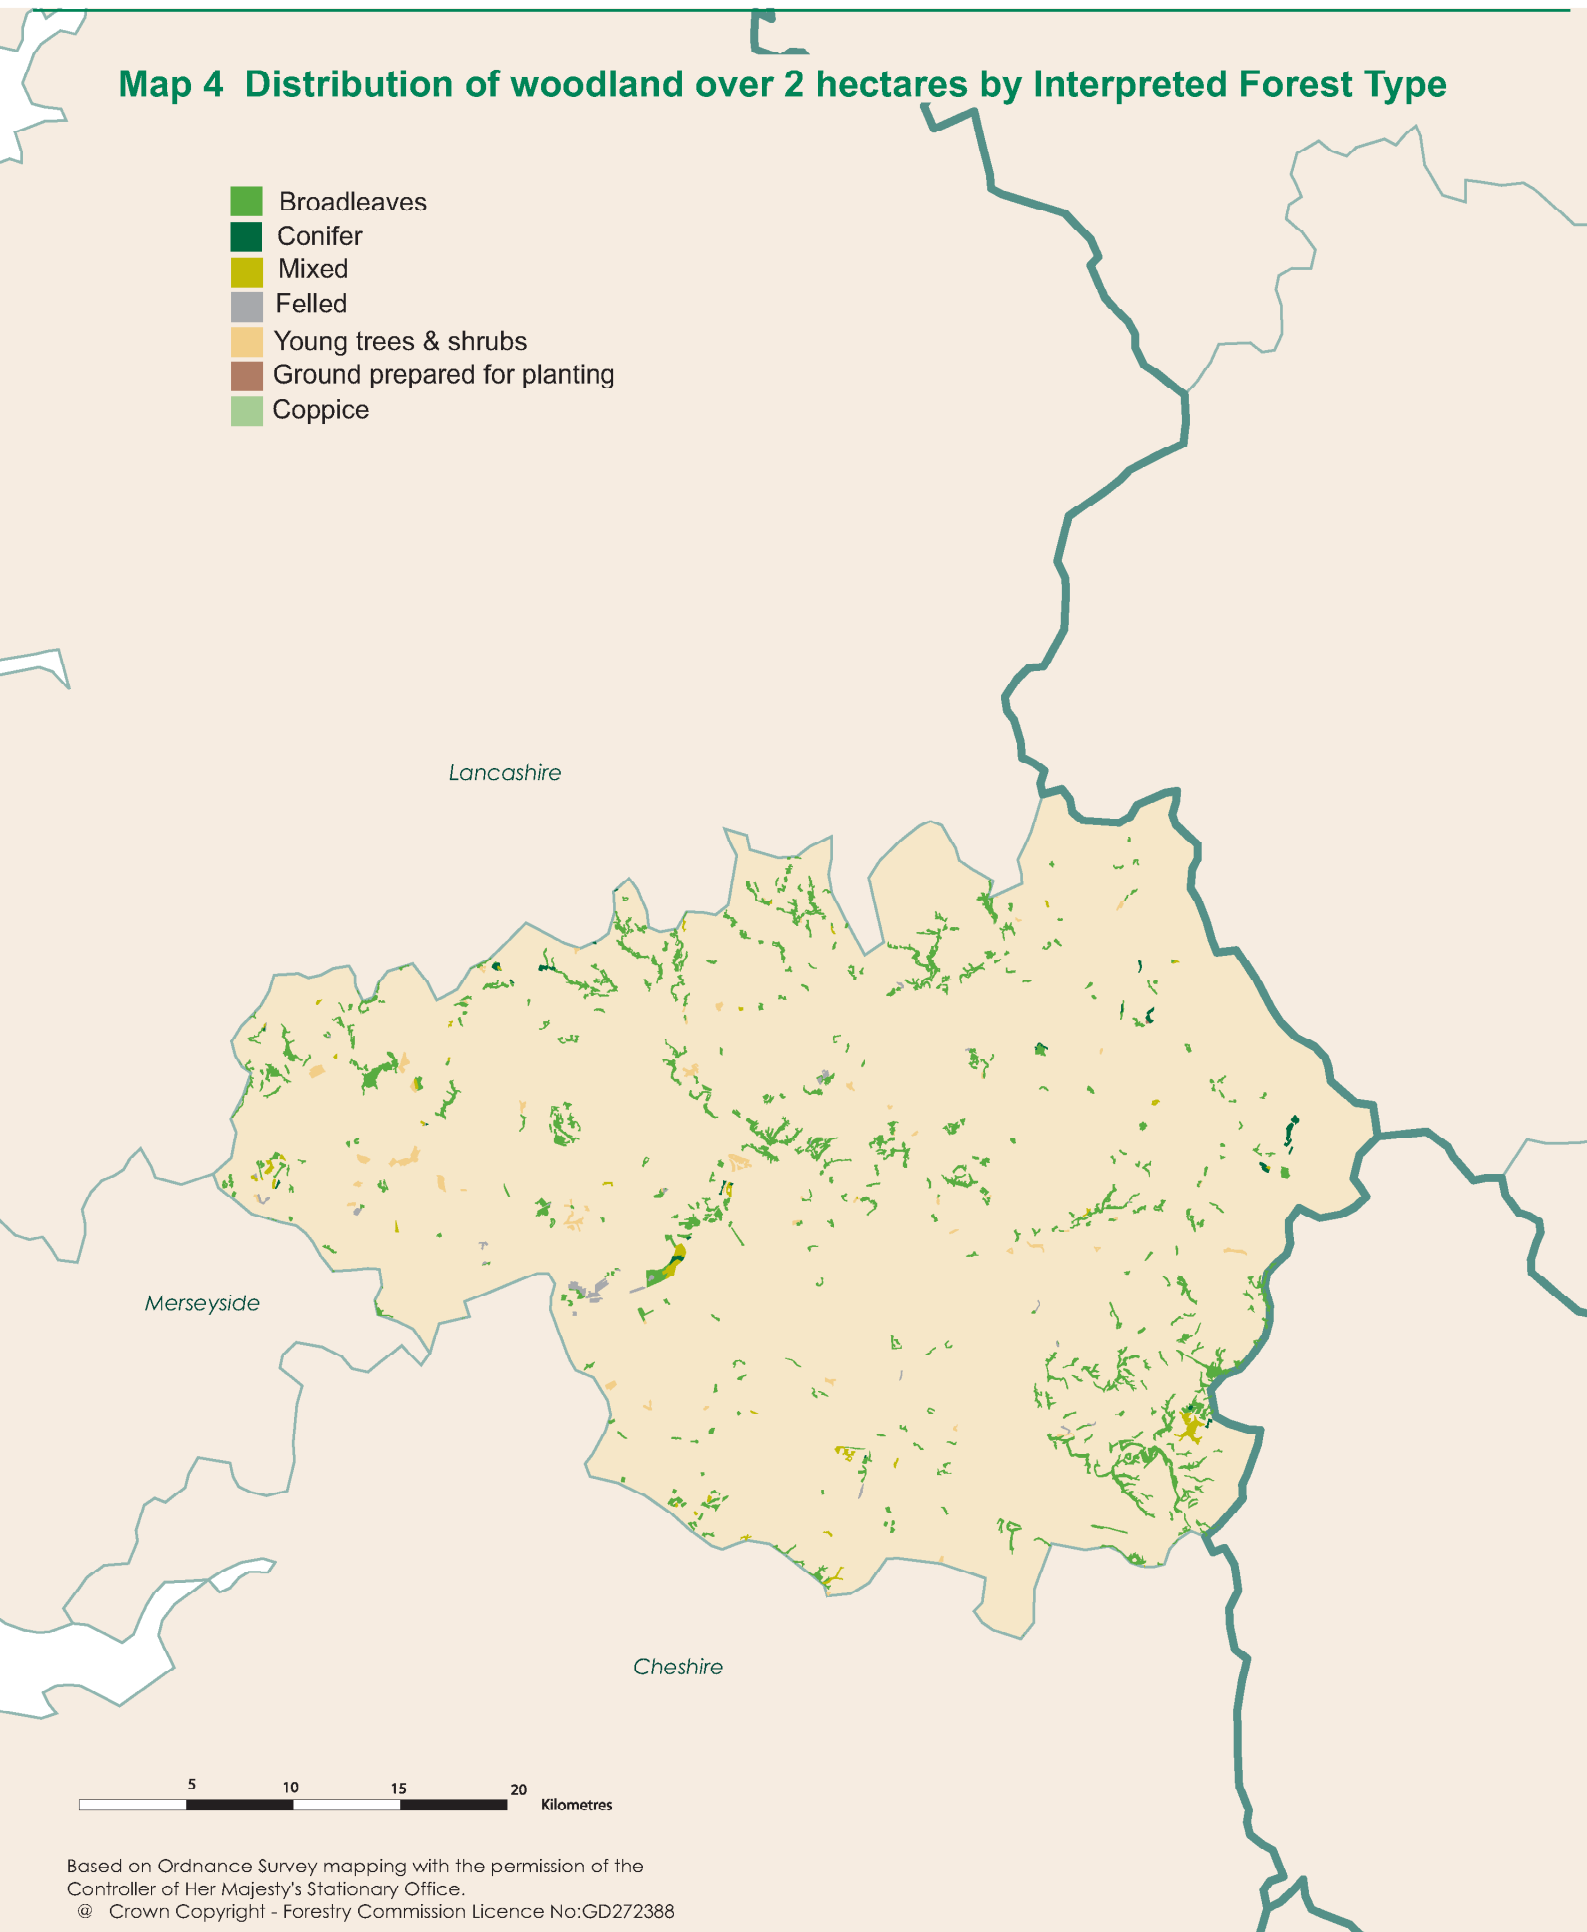 Map 4 Distribution of woodland over 2 hectares by Interpreted Forest Type
Broadleaves
Conifer
Mixed
Felled
Young trees & shrubs
Ground prepared for planting
Coppice
Lancashire
Merseyside
Cheshire
5 10 15 20
Kilometres
Based on Ordnance Survey mapping with the permission of the
Controller of Her Majesty's Stationary Office.
@ Crown Copyright - Forestry Commission Licence No:GD272388